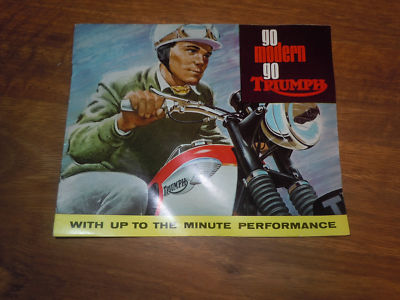 go
modern
go
TRIUMPH
TRIUMPH
WITH UP TO THE MINUTE PERFORMANCE